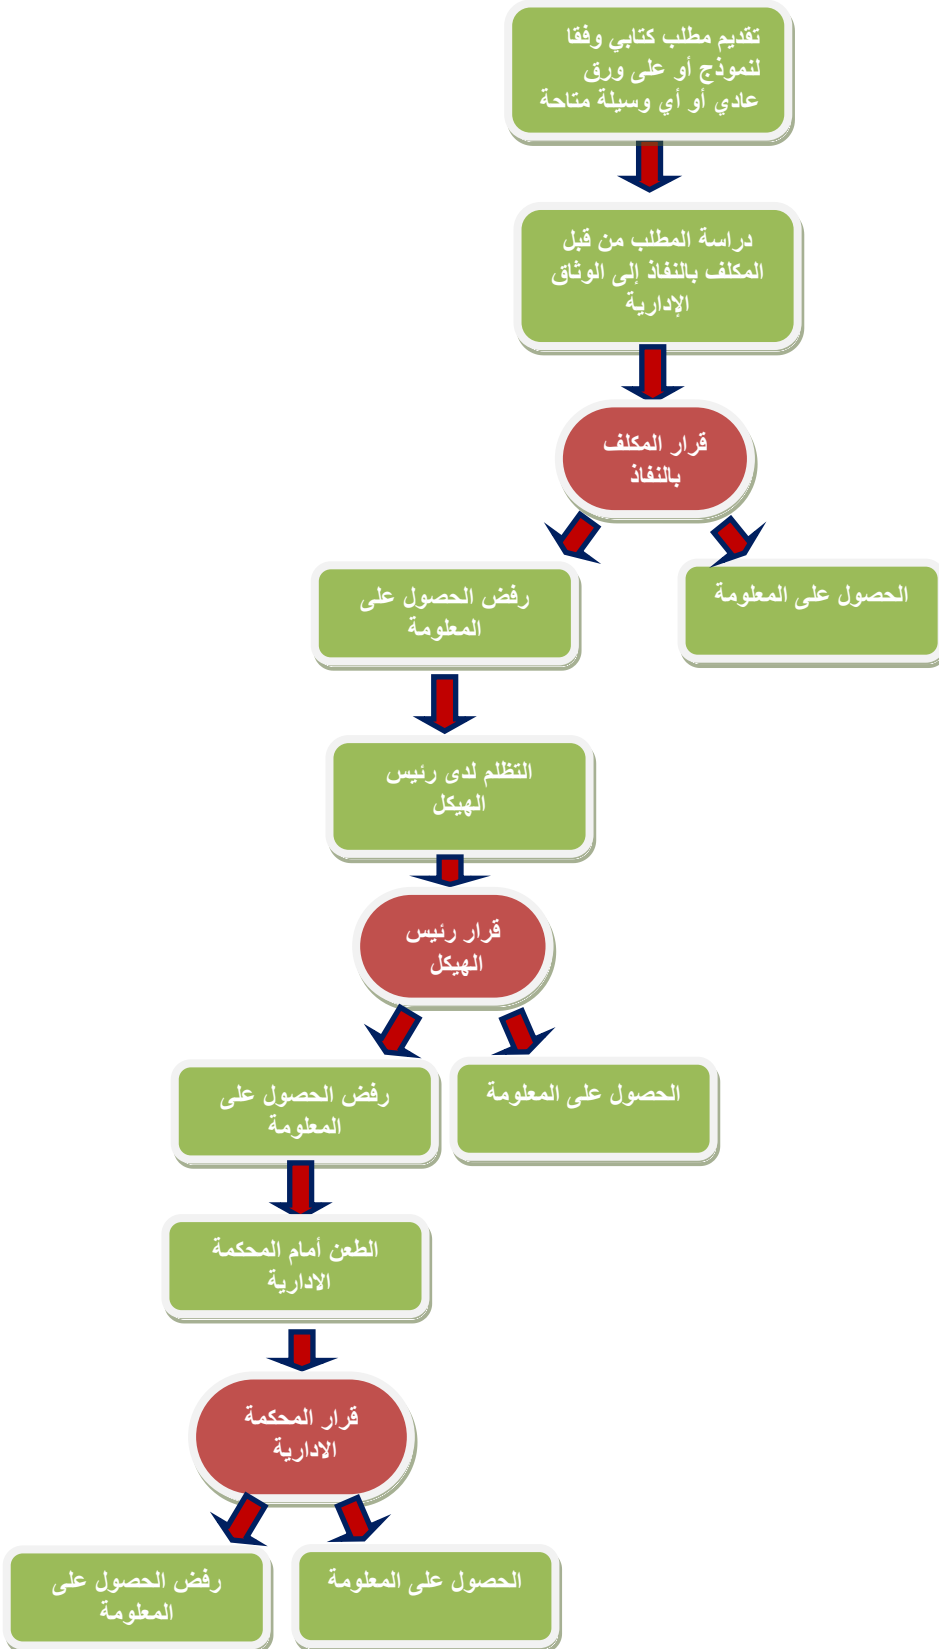 تقديم مطلب كتابي وفقا
لنموذج أو على ورق
عادي أو أي وسيلة متاحة
دراسة المطلب من قبل
المكلف بالنفاذ إلى الوثاق
الإدارية
قرار المكلف
بالنفاذ
الحصول على المعلومة
رفض الحصول على
المعلومة
التظلم لدى رئيس
الهيكل
قرار رئيس
الهيكل
الحصول على المعلومة
رفض الحصول على
المعلومة
الطعن أمام المحكمة
الادارية
قرار المحكمة
الادارية
الحصول على المعلومة
رفض الحصول على
المعلومة